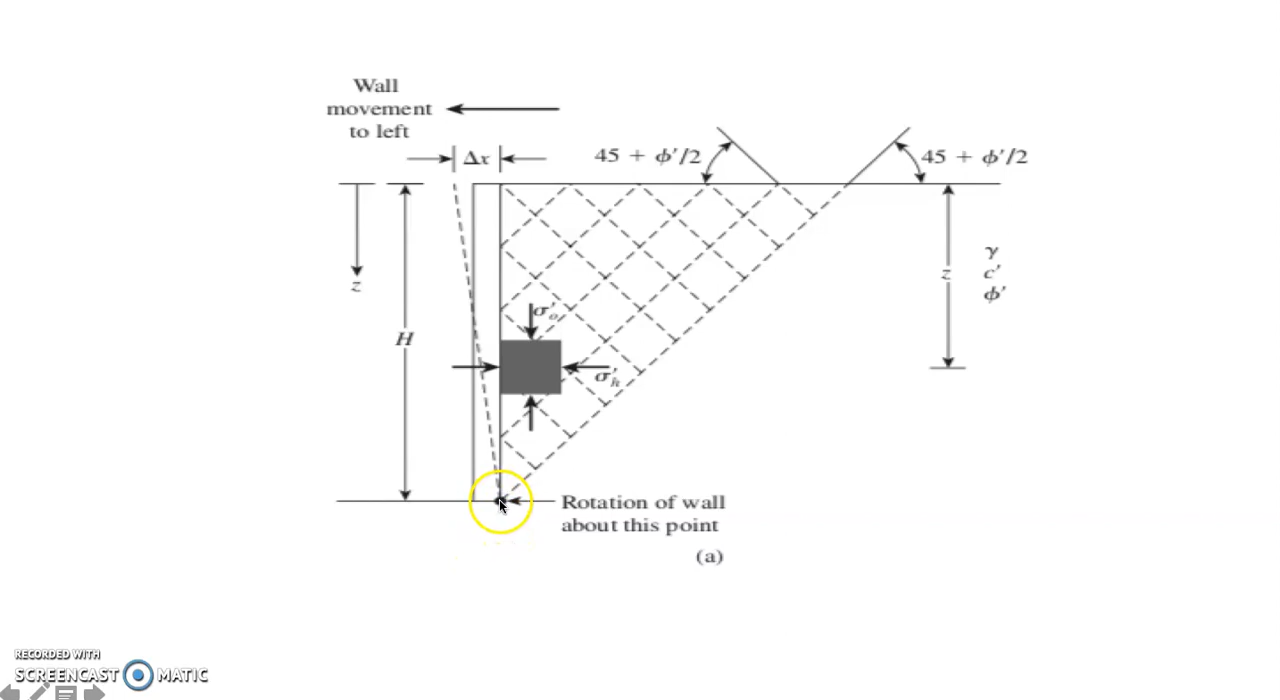 Wall
movement
to left
Δx
45 + ϕ′/2
45 + ϕ′/2
z
H
σ′o
σ′h
z
γ
c′
ϕ′
Rotation of wall
about this point
(a)
RECORDED WITH
SCREENCAST MATIC